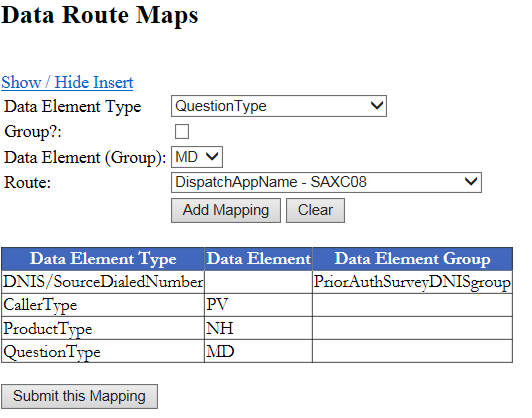 Data Route Maps
Show / Hide Insert
Data Element Type QuestionType
Group?:
Data Element (Group): MD
Route: DispatchAppName - SAXC08
Add Mapping Clear
Data Element Type Data Element Data Element Group
DNIS/SourceDialedNumber PriorAuthSurveyDNISgroup
CallerType PV
ProductType NH
QuestionType MD
Submit this Mapping